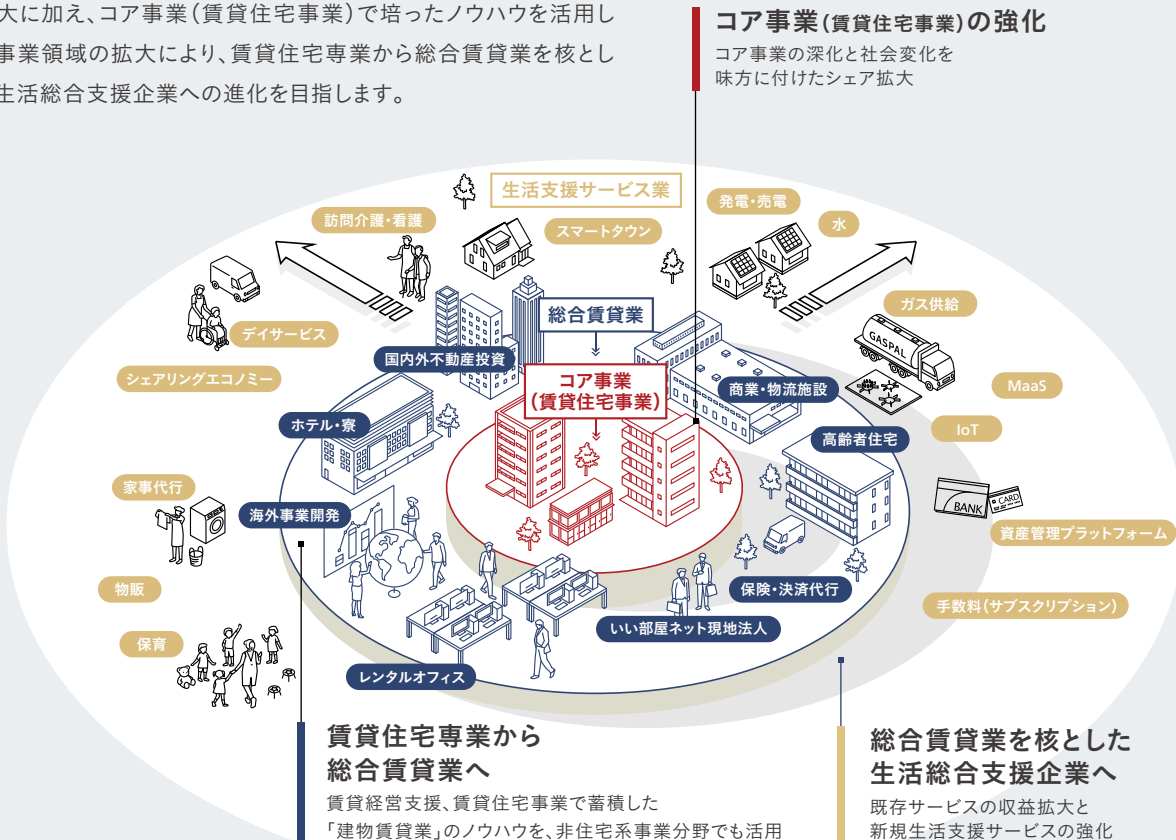 大に加え、コア事業(賃貸住宅事業)で培ったノウハウを活用し
事業領域の拡大により、賃貸住宅専業から総合賃貸業を核とし
生活総合支援企業への進化を目指します。
コア事業(賃貸住宅事業)の強化
コア事業の深化と社会変化を
味方に付けたシェア拡大
生活支援サービス業
訪問介護・看護
スマートタウン
発電・売電
水
デイサービス
シェアリングエコノミー
総合賃貸業
国内外不動産投資
コア事業
(賃貸住宅事業)
商業・物流施設
ガス供給
GASPAL
MaaS
IoT
ホテル・寮
高齢者住宅
家事代行
海外事業開発
BANK
CARD
資産管理プラットフォーム
物販
保険・決済代行
手数料(サブスクリプション)
いい部屋ネット現地法人
保育
レンタルオフィス
賃貸住宅専業から
総合賃貸業へ
賃貸経営支援、賃貸住宅事業で蓄積した
「建物賃貸業」のノウハウを、非住宅系事業分野でも活用
総合賃貸業を核とした
生活総合支援企業へ
既存サービスの収益拡大と
新規生活支援サービスの強化